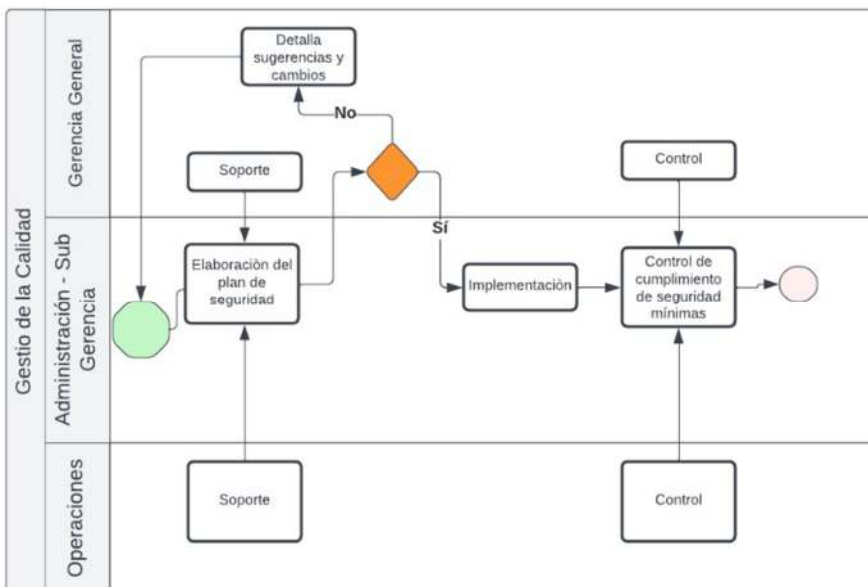 Gestio de la Calidad
Gerencia General
Detalla
sugerencias y
cambios
No
Soporte
Control
Sí
Administración - Sub
Gerencia
Elaboraciòn del
plan de
seguridad
Implementaciòn
Control de
cumplimiento
de seguridad
mínimas
Operaciones
Soporte
Control